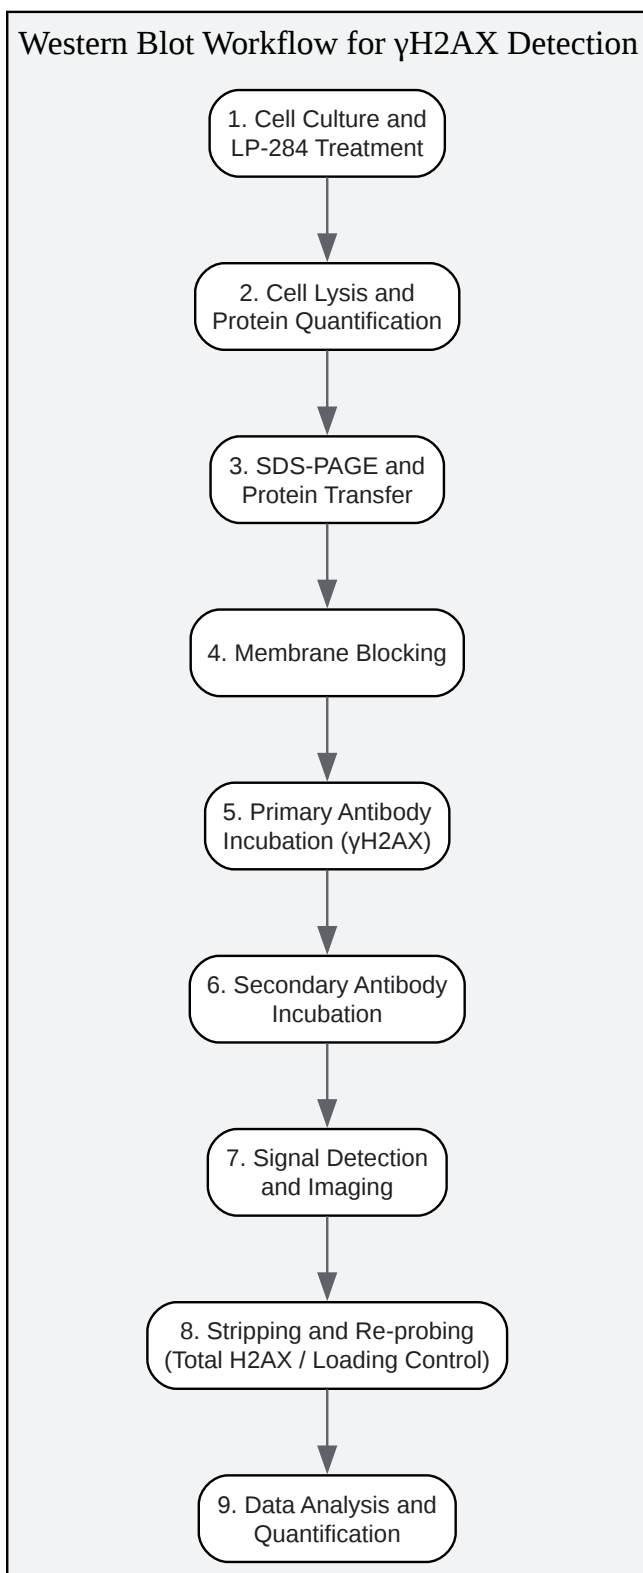 Western Blot Workflow for γH2AX Detection
1. Cell Culture and
LP-284 Treatment
2. Cell Lysis and
Protein Quantification
3. SDS-PAGE and
Protein Transfer
4. Membrane Blocking
5. Primary Antibody
Incubation (γH2AX)
6. Secondary Antibody
Incubation
7. Signal Detection
and Imaging
8. Stripping and Re-probing
(Total H2AX / Loading Control)
9. Data Analysis and
Quantification